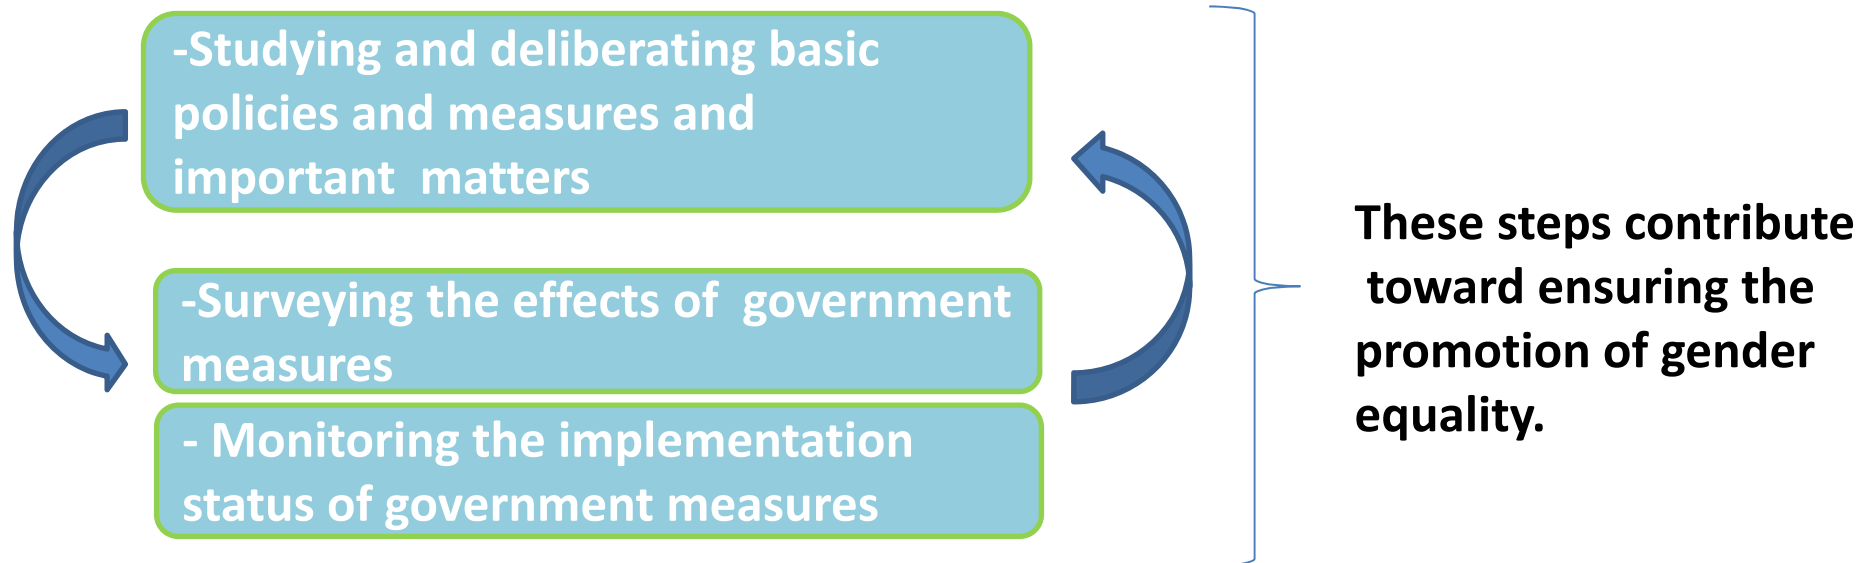 -Studying and deliberating basic
policies and measures and
important  matters
-Surveying the effects of  government
measures
- Monitoring the implementation
status of government measures
These steps contribute
toward ensuring the
promotion of gender
equality.